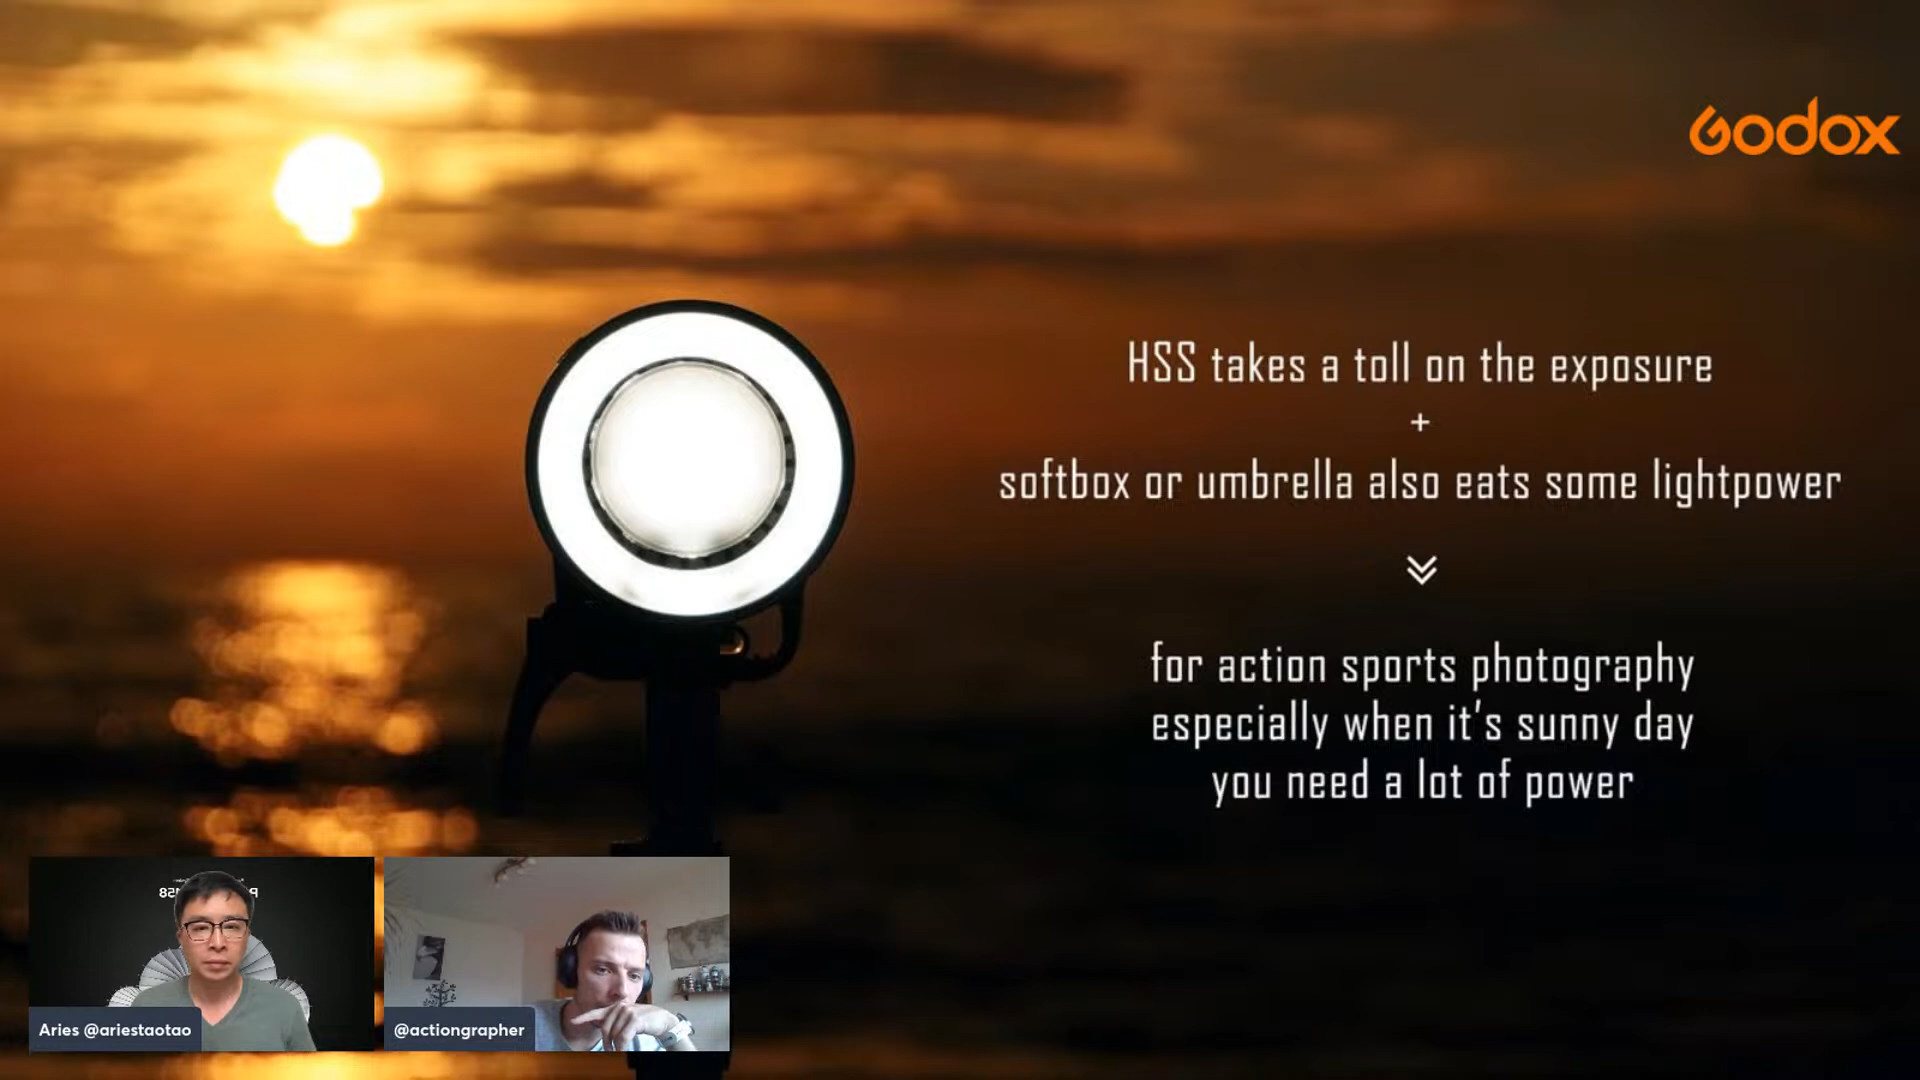 Godox
HSS takes a toll on the exposure
+
softbox or umbrella also eats some lightpower
for action sports photography
especially when it's sunny day
you need a lot of power
Aries @ariestaotao
@actiongrapher